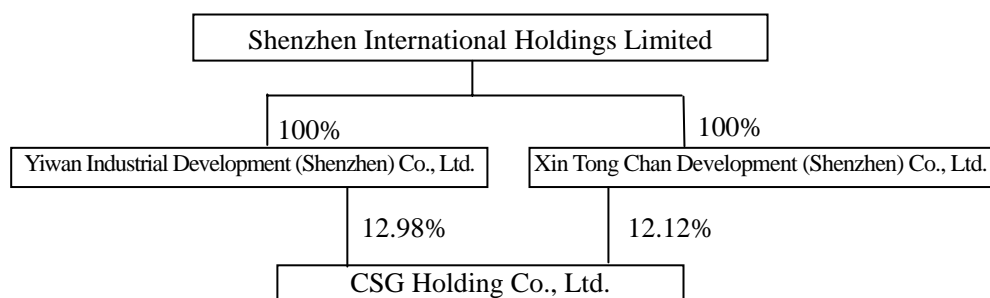 Shenzhen International Holdings Limited
100%
100%
Yiwan Industrial Development (Shenzhen) Co., Ltd.
Xin Tong Chan Development (Shenzhen) Co., Ltd.
12.98%
12.12%
CSG Holding Co., Ltd.